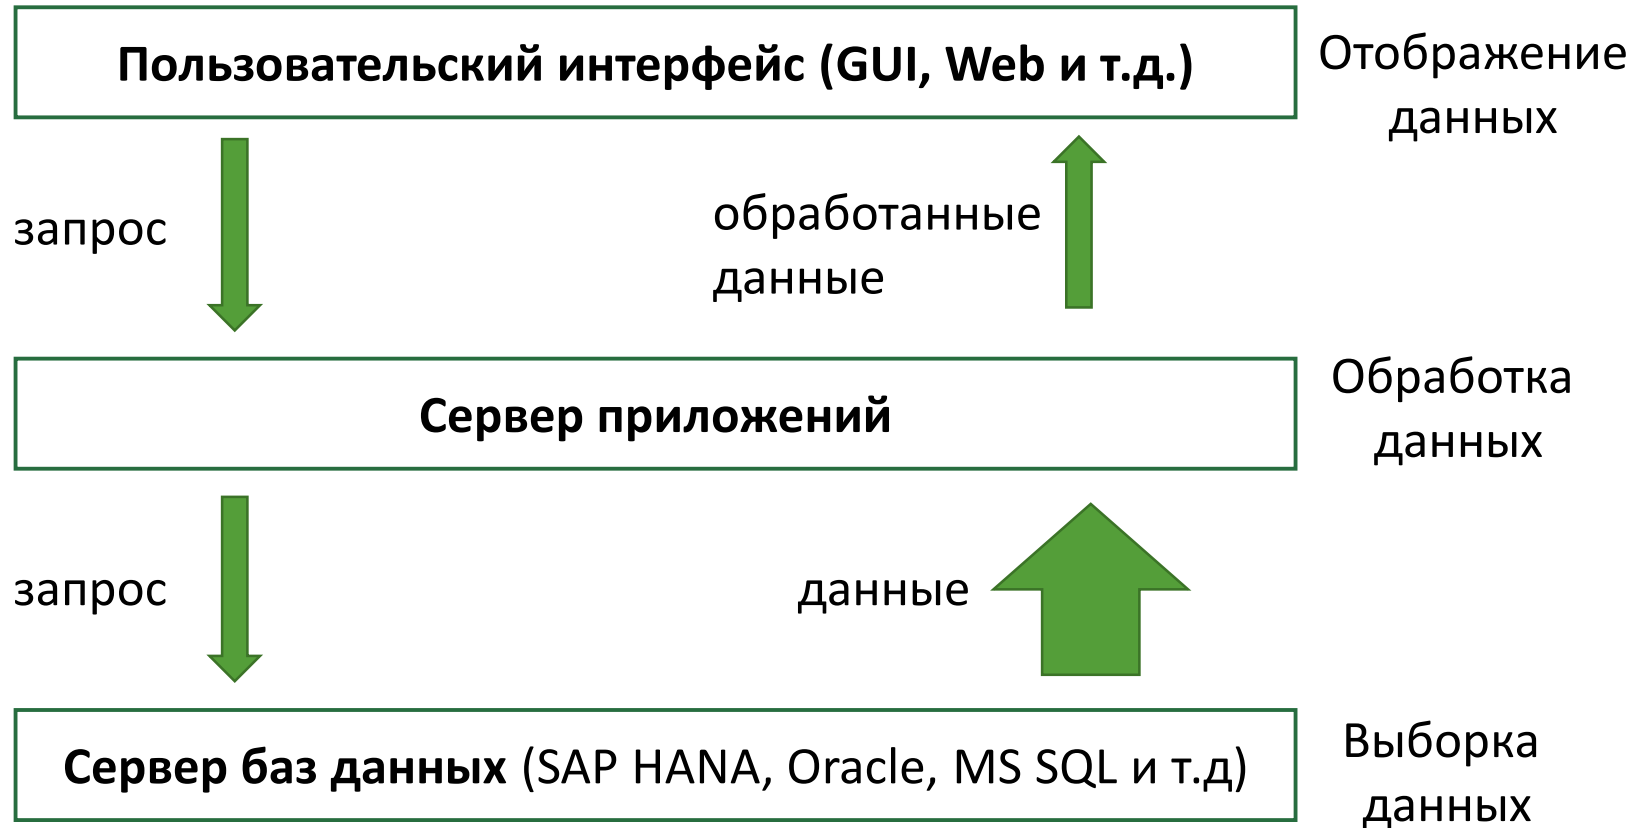 Пользовательский интерфейс (GUI, Web и т.д.)
Отображение
данных
запрос
обработанные
данные
Сервер приложений
Обработка
данных
запрос
данные
Сервер баз данных (SAP HANA, Oracle, MS SQL и т.д)
Выборка
данных